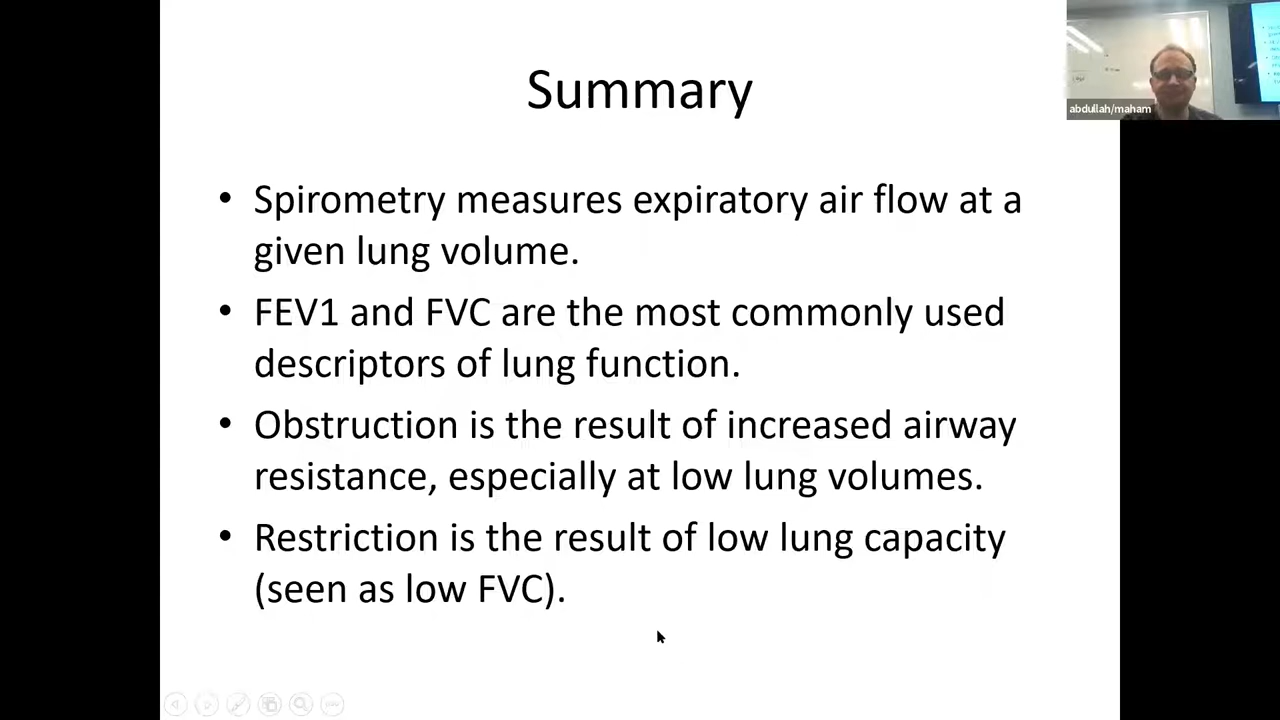 Summary
abdullah/maham
• Spirometry measures expiratory air flow at a
given lung volume.
• FEV1 and FVC are the most commonly used
descriptors of lung function.
• Obstruction is the result of increased airway
resistance, especially at low lung volumes.
• Restriction is the result of low lung capacity
(seen as low FVC).